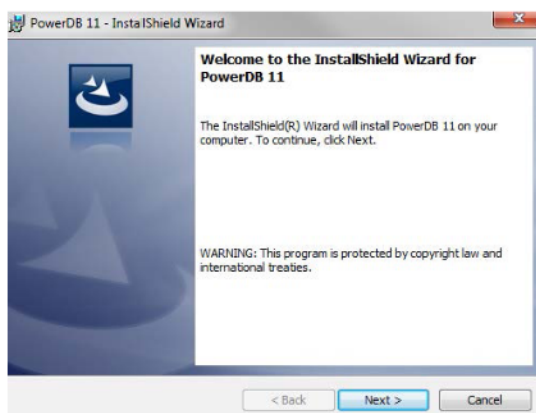 PowerDB 11 - InstallShield Wizard
X
Welcome to the InstallShield Wizard for
PowerDB 11
The InstallShield(R) Wizard will install PowerDB 11 on your
computer. To continue, click Next.
WARNING: This program is protected by copyright law and
international treaties.
< Back
Next >
Cancel